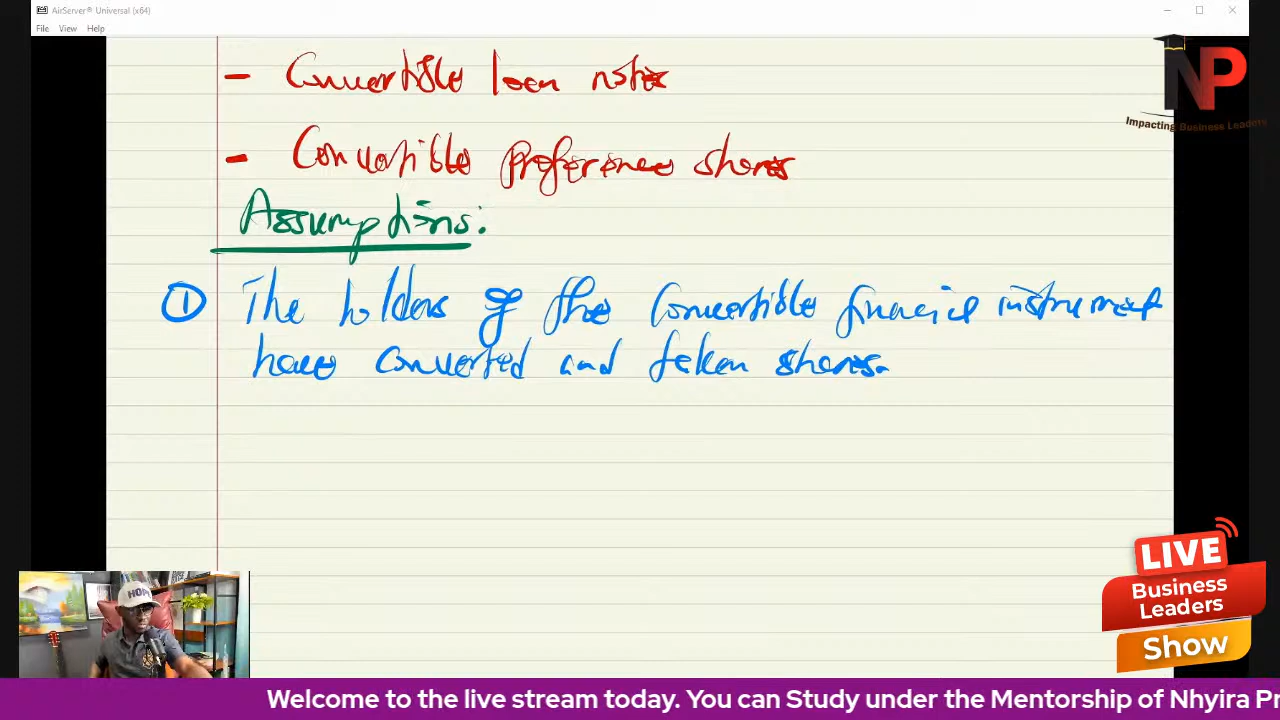 AirServer® Universal (x64)
File View Help
NP
Impacting Business Leaders
- Convertible loan notes
- Convertible preference shares
Assumptions:
① The holders of the convertible financial instrument
have converted and taken shares.
HOPE
LIVE
Business
Leaders
Show
Welcome to the live stream today. You can Study under the Mentorship of Nhyira Pr